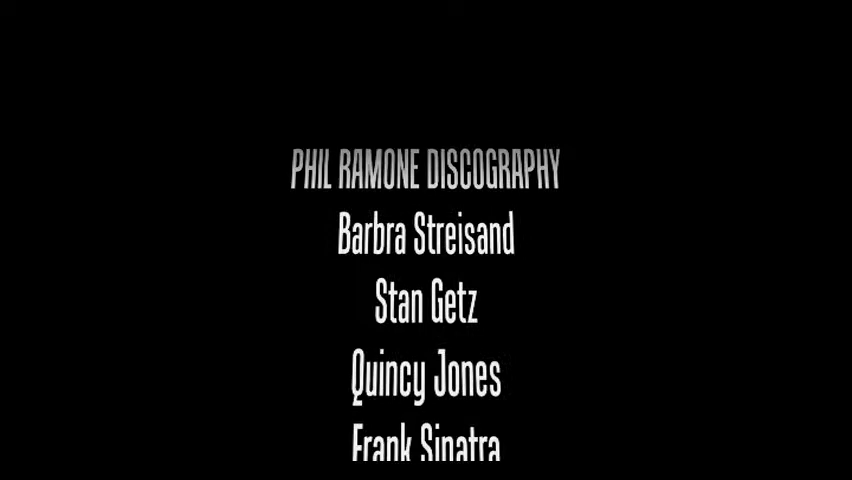 PHIL RAMONE DISCOGRAPHY
Barbra Streisand
Stan Getz
Quincy Jones
Frank Sinatra